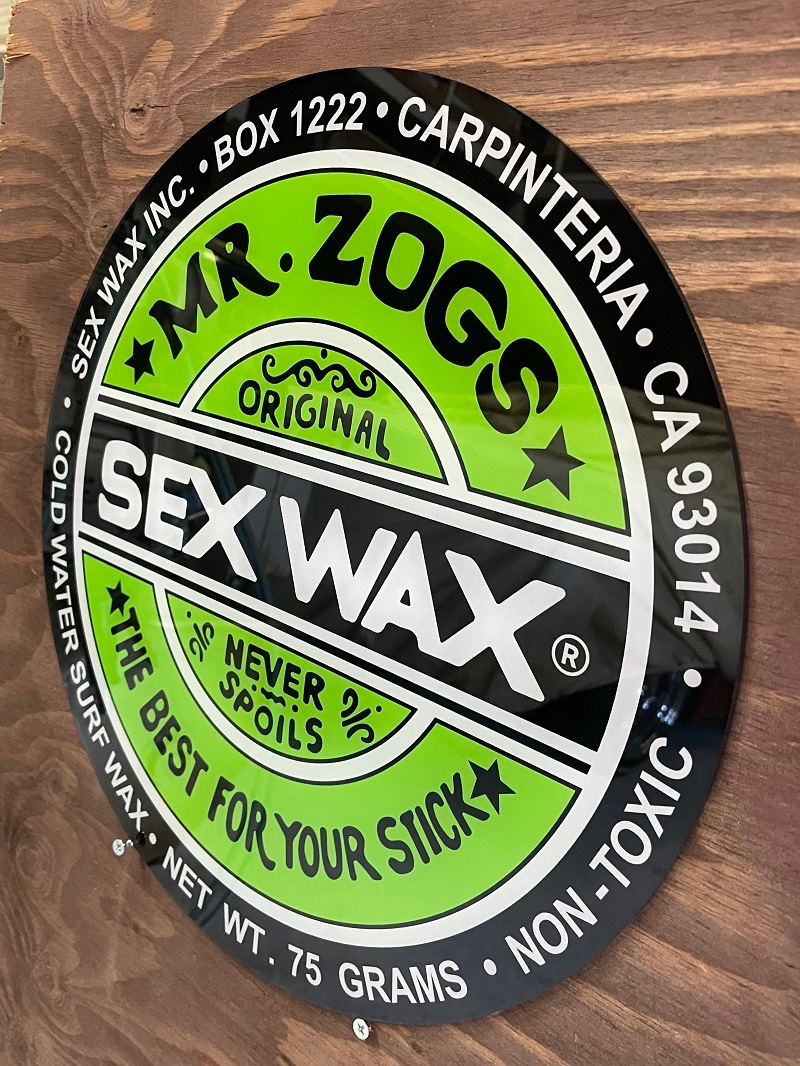 SEX WAX INC. • BOX 1222 • CARPINTERIA • CA 93014 • NON-TOXIC • NET WT. 75 GRAMS • COLD WATER SURF WAX •
MR. ZOGS
ORIGINAL
SEX WAX®
NEVER
SPOILS
THE BEST FOR YOUR STICK